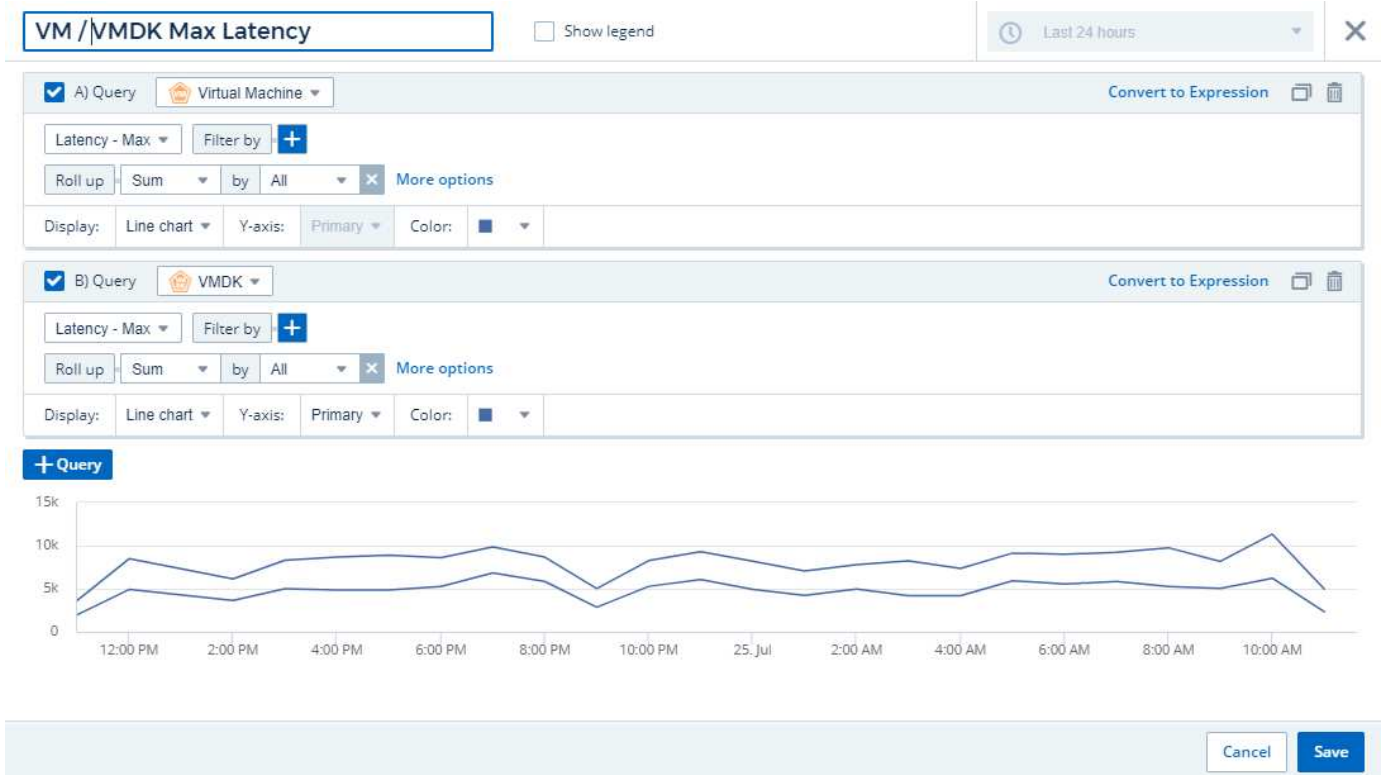 VM / VMDK Max Latency Show legend Last 24 hours
A) Query Virtual Machine Convert to Expression
Latency - Max Filter by +
Roll up Sum by All × More options
Display: Line chart Y-axis: Primary Color:
B) Query VMDK Convert to Expression
Latency - Max Filter by +
Roll up Sum by All × More options
Display: Line chart Y-axis: Primary Color:
+ Query
15k
10k
5k
0
12:00 PM 2:00 PM 4:00 PM 6:00 PM 8:00 PM 10:00 PM 25. Jul 2:00 AM 4:00 AM 6:00 AM 8:00 AM 10:00 AM
Cancel Save